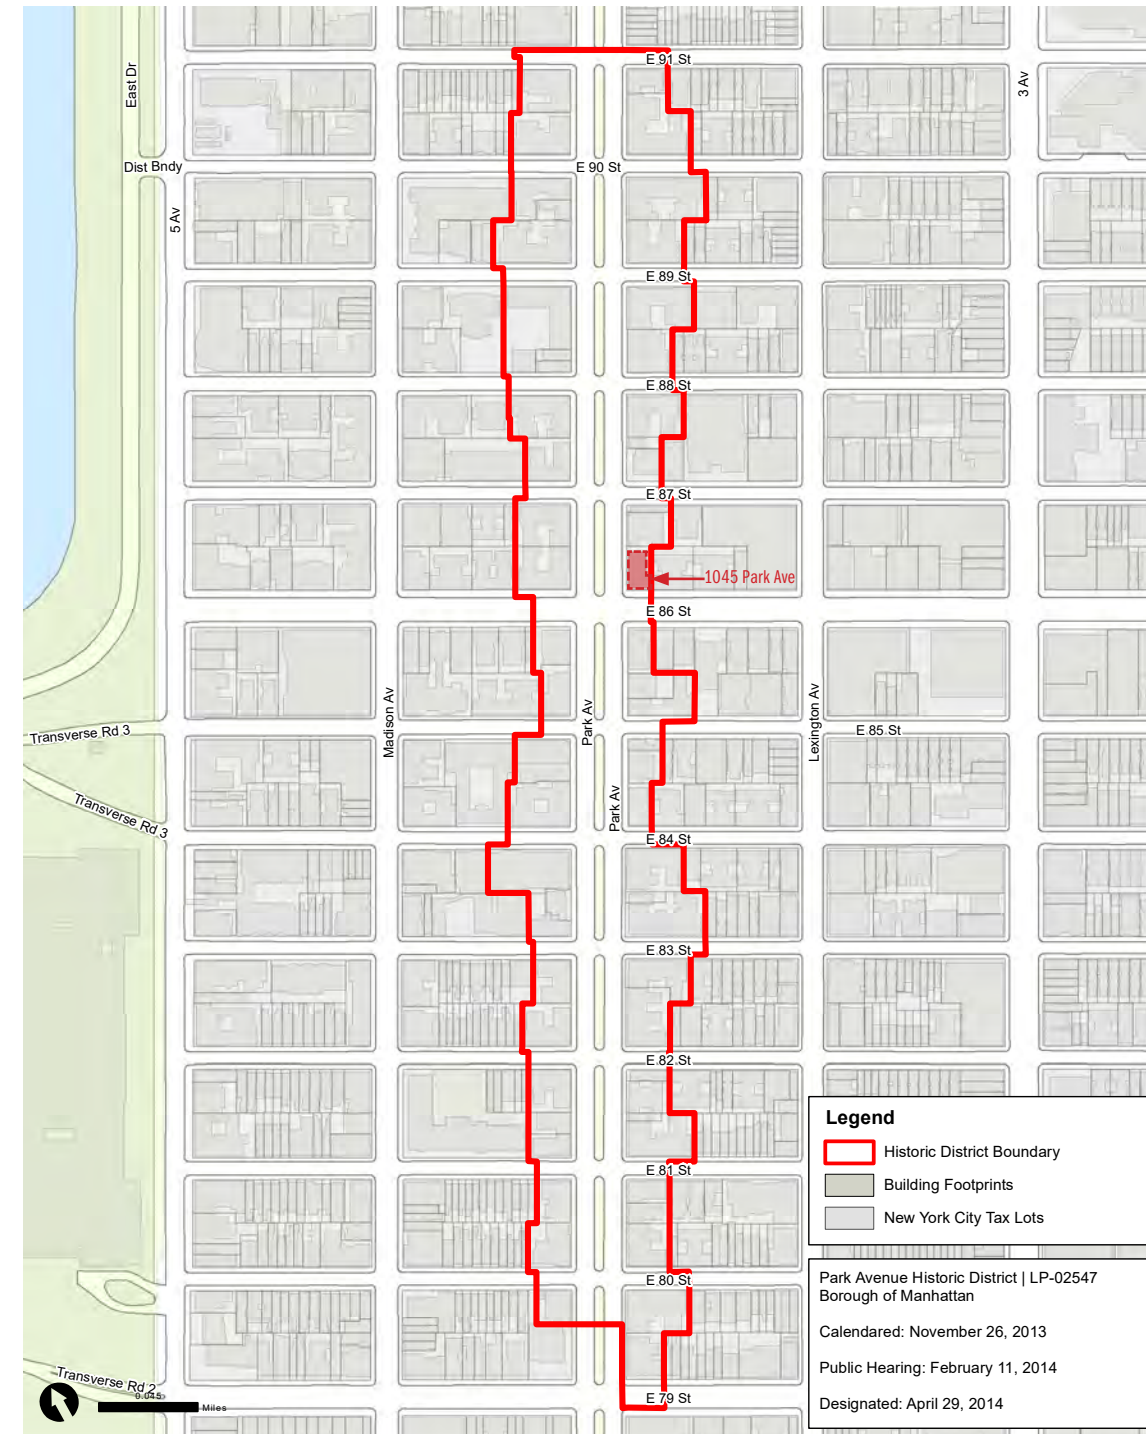 E 91 St
East Dr
3 Av
Dist Bndy
E 90 St
5 Av
E 89 St
E 88 St
E 87 St
1045 Park Ave
E 86 St
Madison Av
Park Av
Lexington Av
Transverse Rd 3
E 85 St
Transverse Rd 3
Park Av
E 84 St
E 83 St
E 82 St
E 81 St
E 80 St
E 79 St
Transverse Rd 2
0.045
Miles
Legend
Historic District Boundary
Building Footprints
New York City Tax Lots
Park Avenue Historic District | LP-02547
Borough of Manhattan
Calendared: November 26, 2013
Public Hearing: February 11, 2014
Designated: April 29, 2014